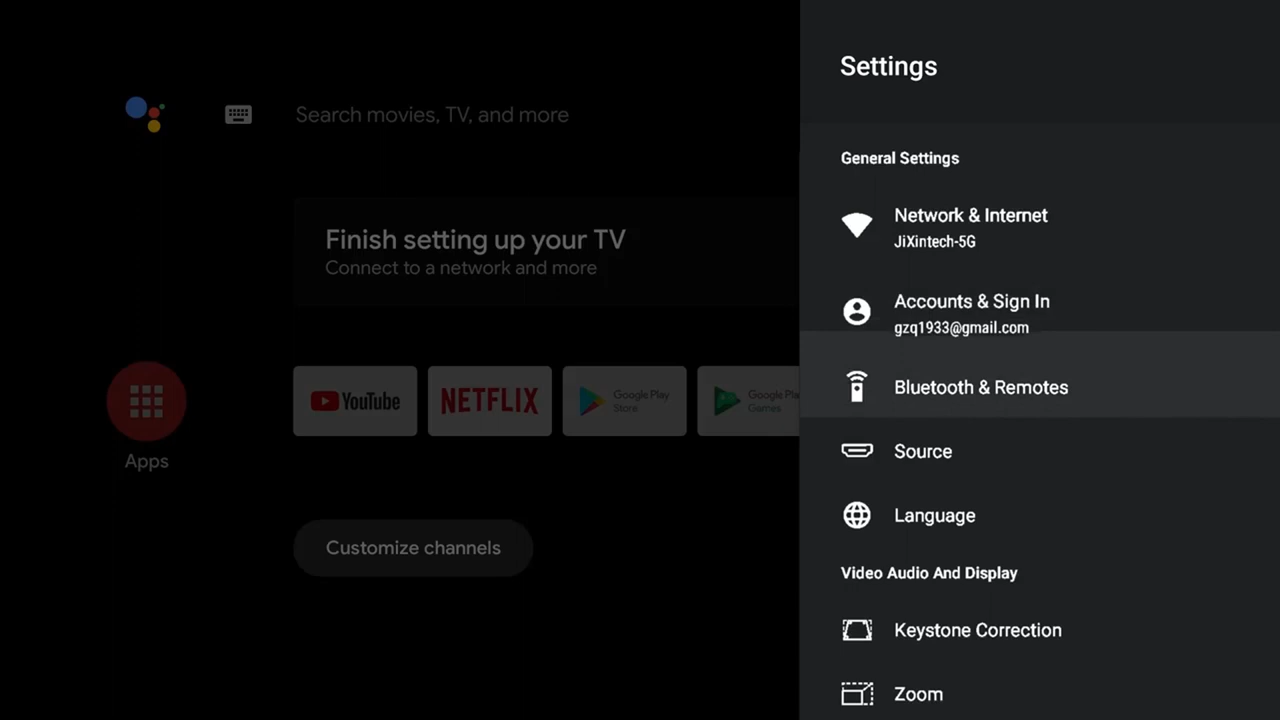 Search movies, TV, and more
Finish setting up your TV
Connect to a network and more
YouTube
NETFLIX
Google Play
Store
Google Pla
Games
Apps
Customize channels
Settings
General Settings
Network & Internet
JiXintech-5G
Accounts & Sign In
gzq1933@gmail.com
Bluetooth & Remotes
Source
Language
Video Audio And Display
Keystone Correction
Zoom